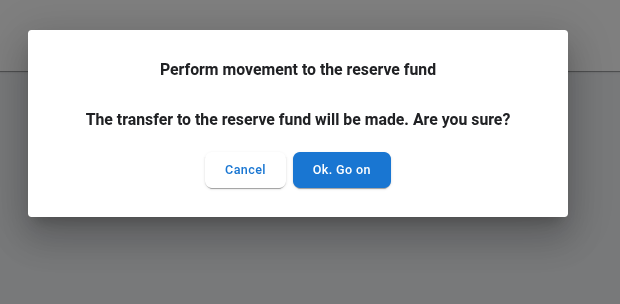 Perform movement to the reserve fund
The transfer to the reserve fund will be made. Are you sure?
Cancel
Ok. Go on